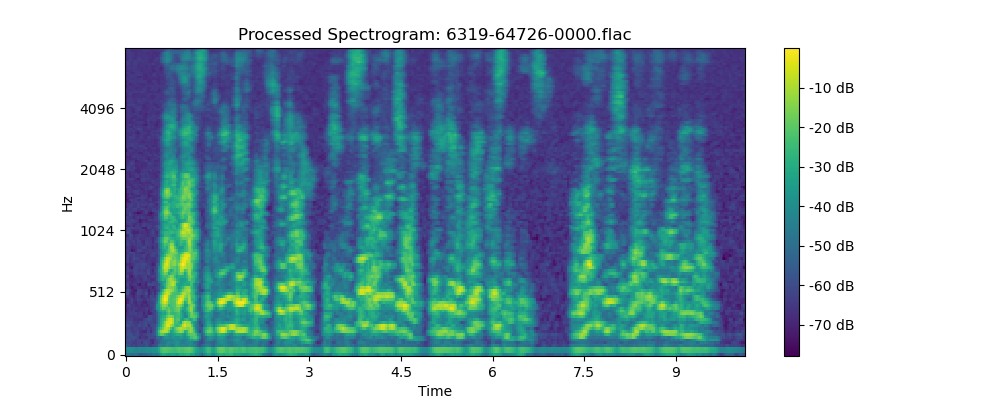 Processed Spectrogram: 6319-64726-0000.flac
Hz
4096
2048
1024
512
0
0 1.5 3 4.5 6 7.5 9
Time
-10 dB
-20 dB
-30 dB
-40 dB
-50 dB
-60 dB
-70 dB